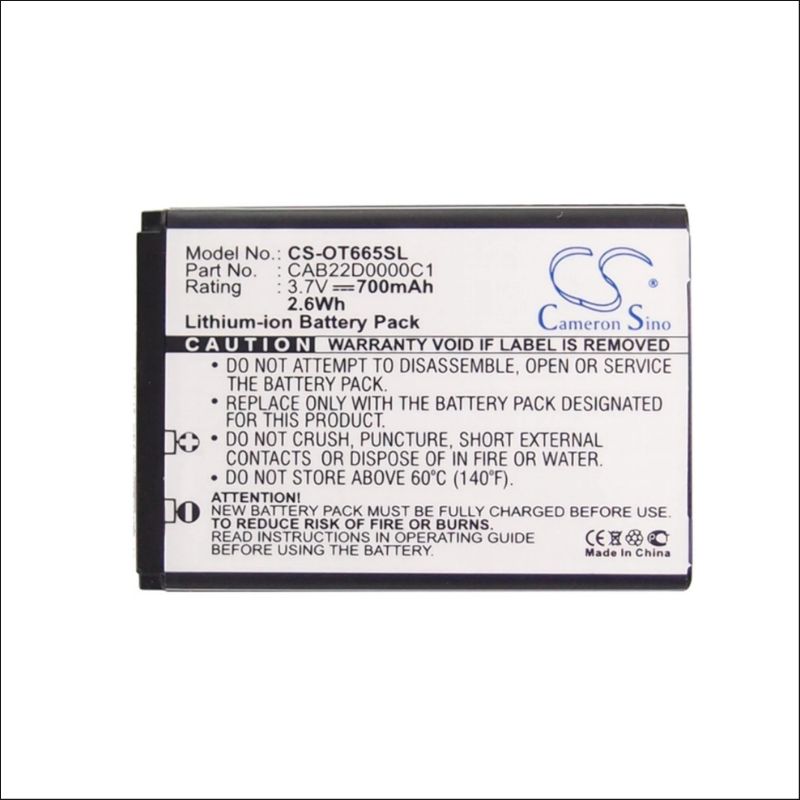 Model No.: CS-OT665SL
Part No. : CAB22D0000C1
Rating : 3.7V 700mAh
2.6Wh
Lithium-ion Battery Pack
CS
®
Cameron Sino
CAUTION WARRANTY VOID IF SEAL IS REMOVED
• DO NOT ATTEMPT TO DISASSEMBLE, OPEN OR SERVICE
THE BATTERY PACK.
• REPLACE ONLY WITH THE BATTERY PACK DESIGNATED
FOR THIS PRODUCT.
• DO NOT CRUSH, PUNCTURE, SHORT EXTERNAL
CONTACTS OR DISPOSE OF IN FIRE OR WATER.
• DO NOT STORE ABOVE 60°C (140°F).
ATTENTION!
NEW BATTERY PACK MUST BE FULLY CHARGED BEFORE USE.
TO REDUCE RISK OF FIRE OR BURNS.
READ INSTRUCTIONS IN OPERATING GUIDE
BEFORE USE.
CE
Made In China